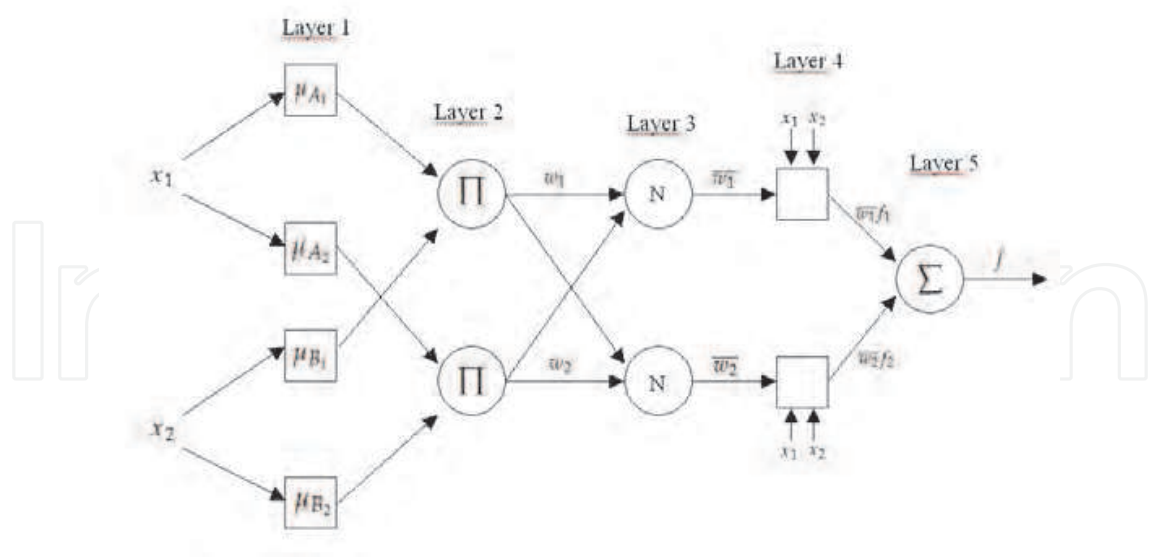 Layer 1
Layer 4
μA₁
Layer 2
Layer 3
x₁ x₂
Layer 5
x₁
∏
w₁
N
w̅₁
w̅₁f₁
μA₂
∑
f
μB₁
∏
w₂
N
w̅₂
w̅₂f₂
x₂
x₁ x₂
μB₂